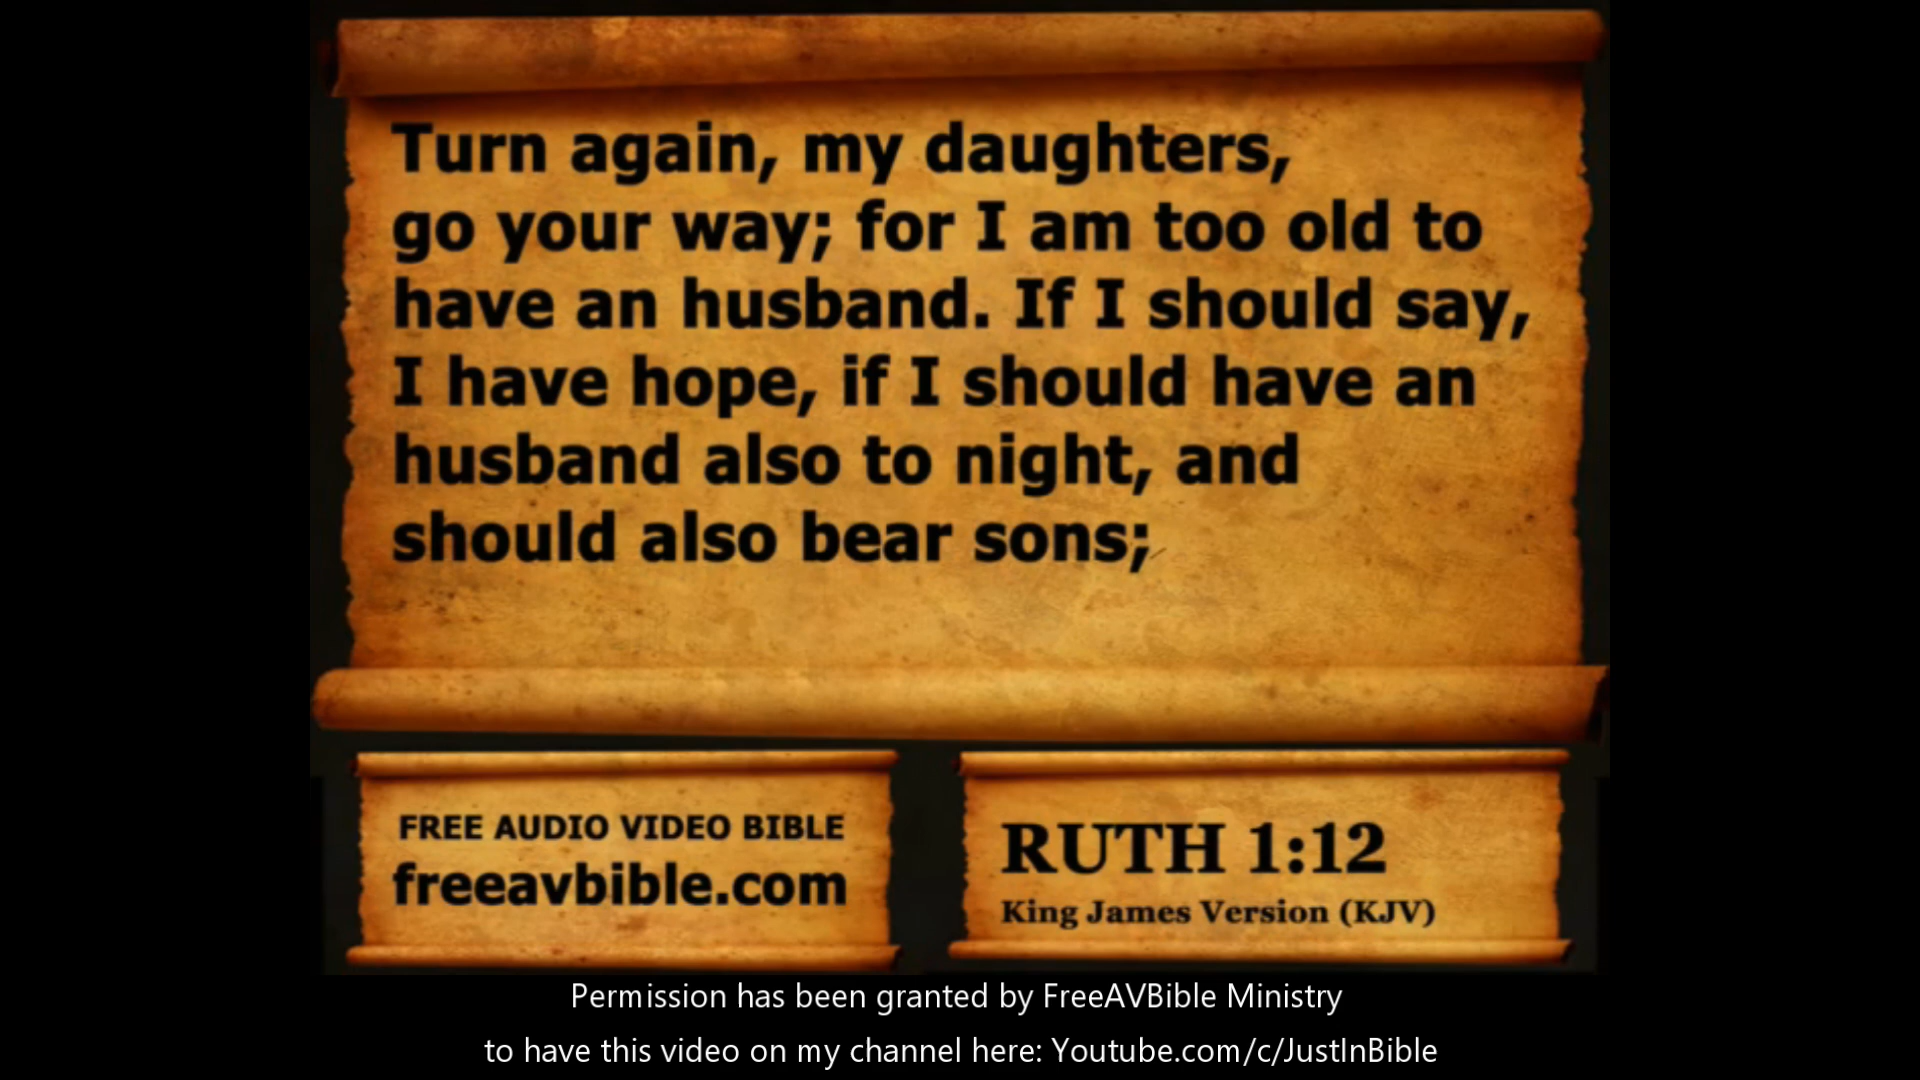 Turn again, my daughters,
go your way; for I am too old to
have an husband. If I should say,
I have hope, if I should have an
husband also to night, and
should also bear sons;
FREE AUDIO VIDEO BIBLE
freeavbible.com
RUTH 1:12
King James Version (KJV)
Permission has been granted by FreeAVBible Ministry
to have this video on my channel here: Youtube.com/c/JustInBible